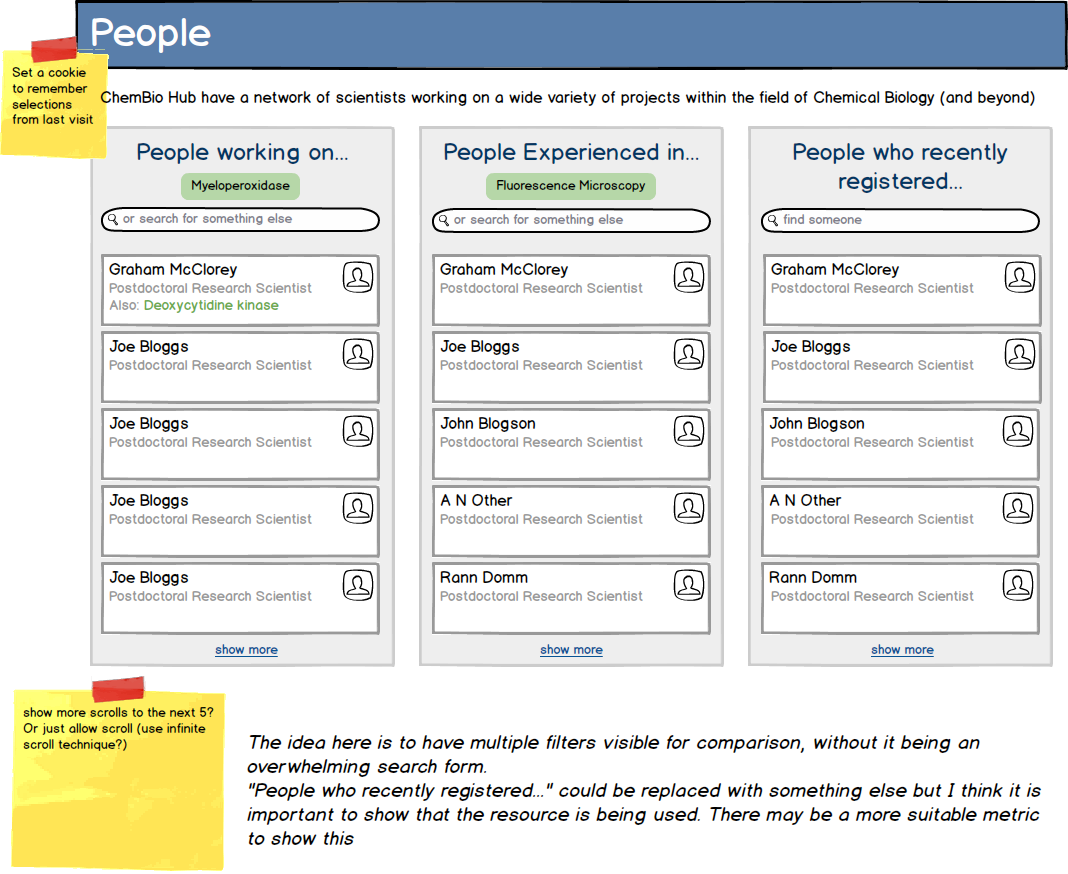 People
Set a cookie
to remember
selections
from last visit
ChemBio Hub have a network of scientists working on a wide variety of projects within the field of Chemical Biology (and beyond)
People working on...
Myeloperoxidase
or search for something else
Graham McClorey
Postdoctoral Research Scientist
Also: Deoxycytidine kinase
Joe Bloggs
Postdoctoral Research Scientist
Joe Bloggs
Postdoctoral Research Scientist
Joe Bloggs
Postdoctoral Research Scientist
Joe Bloggs
Postdoctoral Research Scientist
show more
People Experienced in...
Fluorescence Microscopy
or search for something else
Graham McClorey
Postdoctoral Research Scientist
Joe Bloggs
Postdoctoral Research Scientist
John Blogson
Postdoctoral Research Scientist
A N Other
Postdoctoral Research Scientist
Rann Domm
Postdoctoral Research Scientist
show more
People who recently
registered...
find someone
Graham McClorey
Postdoctoral Research Scientist
Joe Bloggs
Postdoctoral Research Scientist
John Blogson
Postdoctoral Research Scientist
A N Other
Postdoctoral Research Scientist
Rann Domm
Postdoctoral Research Scientist
show more
show more scrolls to the next 5?
Or just allow scroll (use infinite
scroll technique?)
The idea here is to have multiple filters visible for comparison, without it being an
overwhelming search form.
"People who recently registered..." could be replaced with something else but I think it is
important to show that the resource is being used. There may be a more suitable metric
to show this